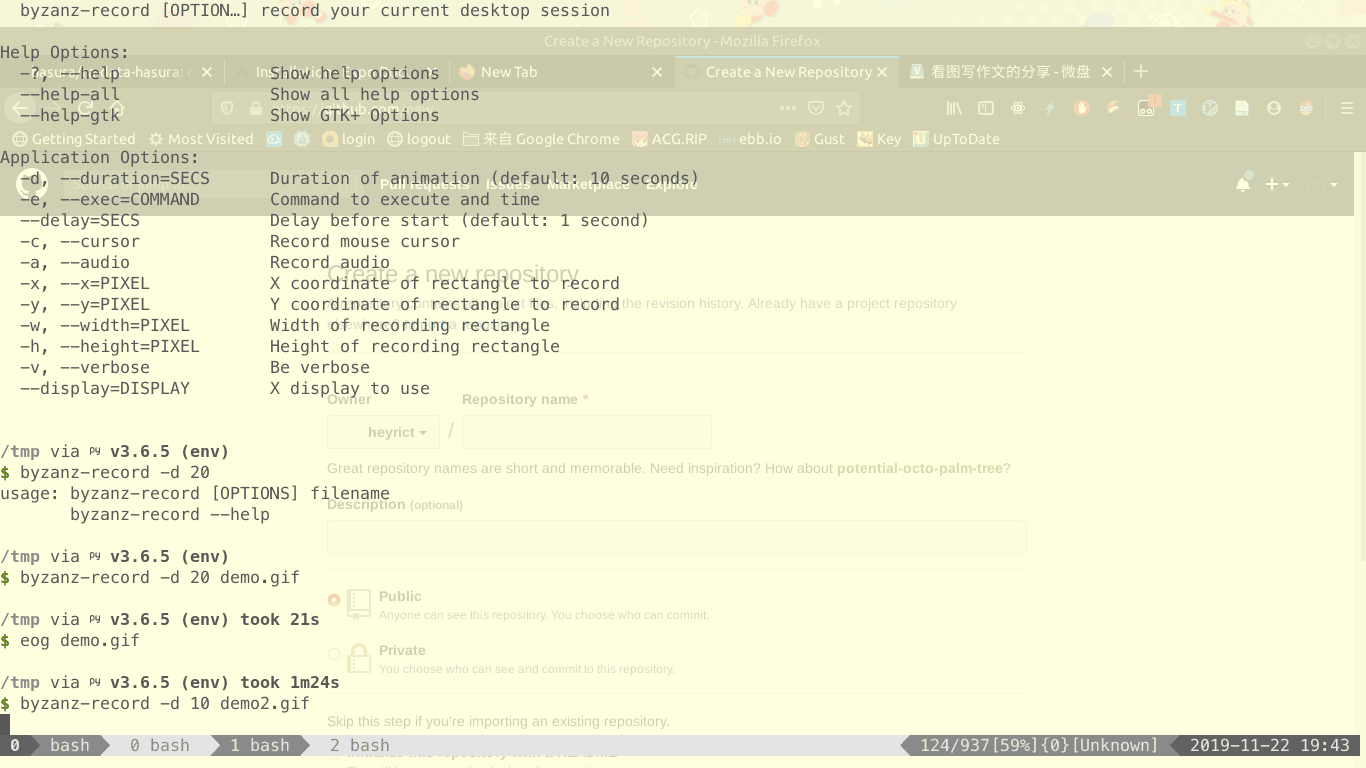 byzanz-record [OPTION…] record your current desktop session
Create a New Repository - Mozilla Firefox
Help Options:
-?, --help Show help options
--help-all Show all help options
--help-gtk Show GTK+ Options
New Tab
Create a New Repository
看图写作文的分享 - 微盘
Getting Started Most Visited login logout 来自 Google Chrome ACG.RIP ebb.io Gust Key UpToDate
Application Options:
-d, --duration=SECS Duration of animation (default: 10 seconds)
-e, --exec=COMMAND Command to execute and time
--delay=SECS Delay before start (default: 1 second)
-c, --cursor Record mouse cursor
-a, --audio Record audio
-x, --x=PIXEL X coordinate of rectangle to record
-y, --y=PIXEL Y coordinate of rectangle to record
-w, --width=PIXEL Width of recording rectangle
-h, --height=PIXEL Height of recording rectangle
-v, --verbose Be verbose
--display=DISPLAY X display to use
Pull requests Issues Marketplace Explore
Create a new repository
the revision history. Already have a project repository
Owner Repository name *
heyrict / 
Great repository names are short and memorable. Need inspiration? How about potential-octo-palm-tree?
Description (optional)
Public
Anyone can see this repository. You choose who can commit.
Private
You choose who can see and commit to this repository.
Skip this step if you're importing an existing repository.
/tmp via py v3.6.5 (env)
$ byzanz-record -d 20
usage: byzanz-record [OPTIONS] filename
byzanz-record --help
/tmp via py v3.6.5 (env)
$ byzanz-record -d 20 demo.gif
/tmp via py v3.6.5 (env) took 21s
$ eog demo.gif
/tmp via py v3.6.5 (env) took 1m24s
$ byzanz-record -d 10 demo2.gif
0 bash 0 bash 1 bash 2 bash 124/937[59%]{0}[Unknown] 2019-11-22 19:43